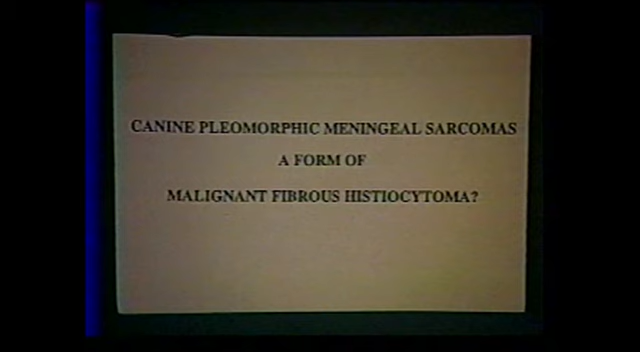 CANINE PLEOMORPHIC MENINGEAL SARCOMAS
A FORM OF
MALIGNANT FIBROUS HISTIOCYTOMA?